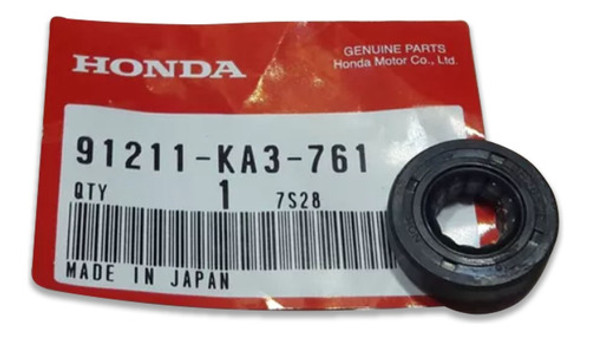 HONDA
GENUINE PARTS
Honda Motor Co., Ltd.
91211-KA3-761
QTY 1 7S28
MADE IN JAPAN